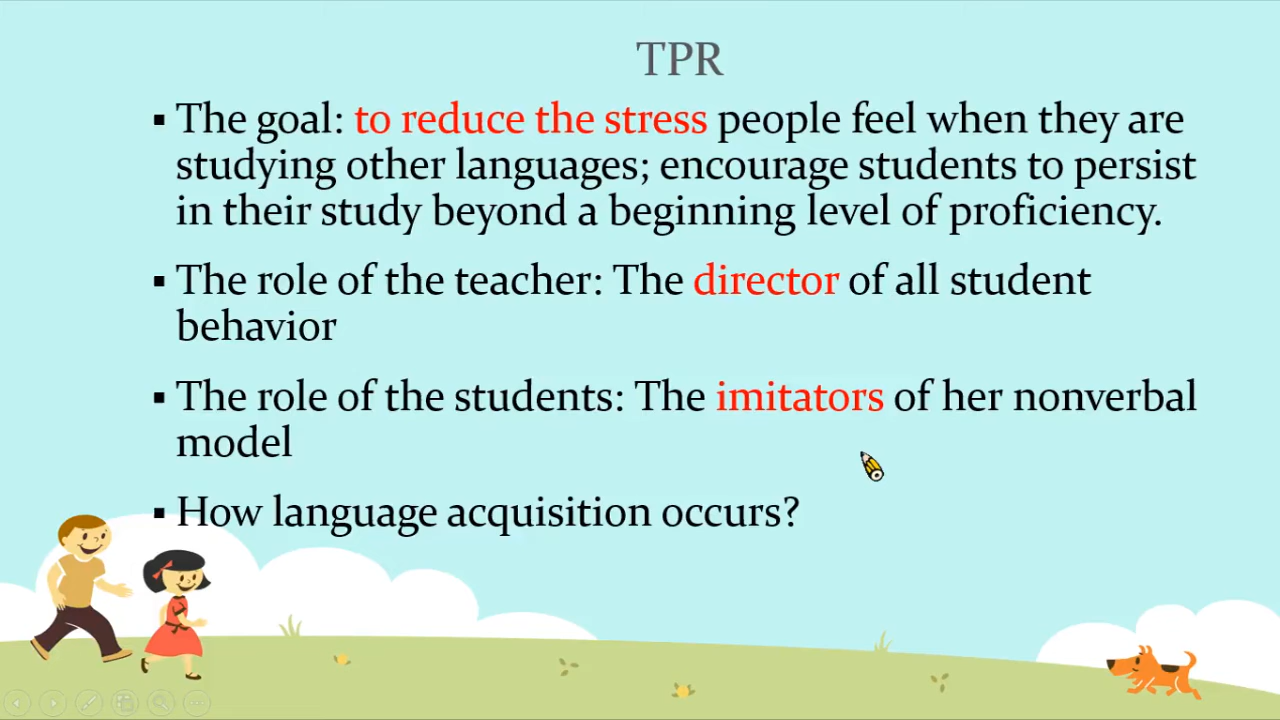 TPR
▪ The goal: to reduce the stress people feel when they are
studying other languages; encourage students to persist
in their study beyond a beginning level of proficiency.
▪ The role of the teacher: The director of all student
behavior
▪ The role of the students: The imitators of her nonverbal
model
▪ How language acquisition occurs?